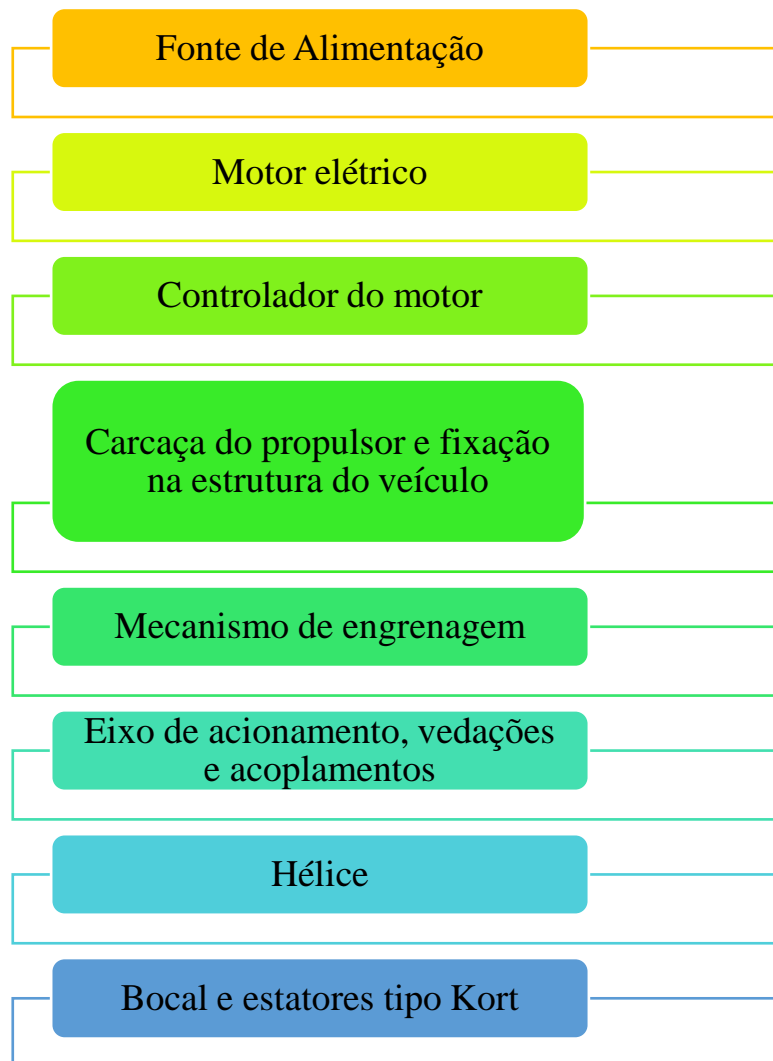 Fonte de Alimentação
Motor elétrico
Controlador do motor
Carcaça do propulsor e fixação
na estrutura do veículo
Mecanismo de engrenagem
Eixo de acionamento, vedações
e acoplamentos
Hélice
Bocal e estatores tipo Kort